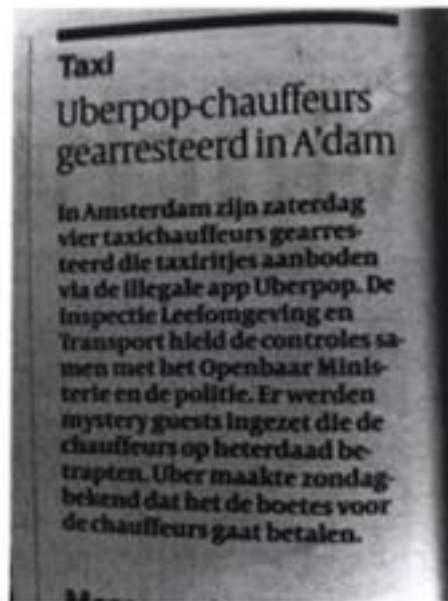 Taxi
Uberpop-chauffeurs
gearresteerd in A'dam
In Amsterdam zijn zaterdag
vier taxichauffeurs gearres-
teerd die taxiritjes aanboden
via de illegale app Uberpop. De
Inspectie Leefomgeving en
Transport hield de controles sa-
men met het Openbaar Minis-
terie en de politie. Er werden
mystery guests ingezet die de
chauffeurs op heterdaad be-
trapten. Uber maakte zondag-
bekend dat het de boetes voor
de chauffeurs gaat betalen.